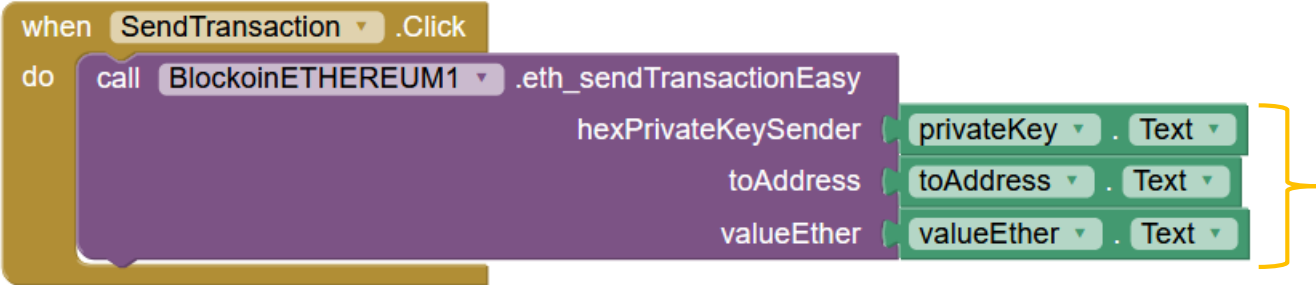 when SendTransaction .Click
do call BlockoinETHEREUM1 .eth_sendTransactionEasy
hexPrivateKeySender privateKey . Text
toAddress toAddress . Text
valueEther valueEther . Text